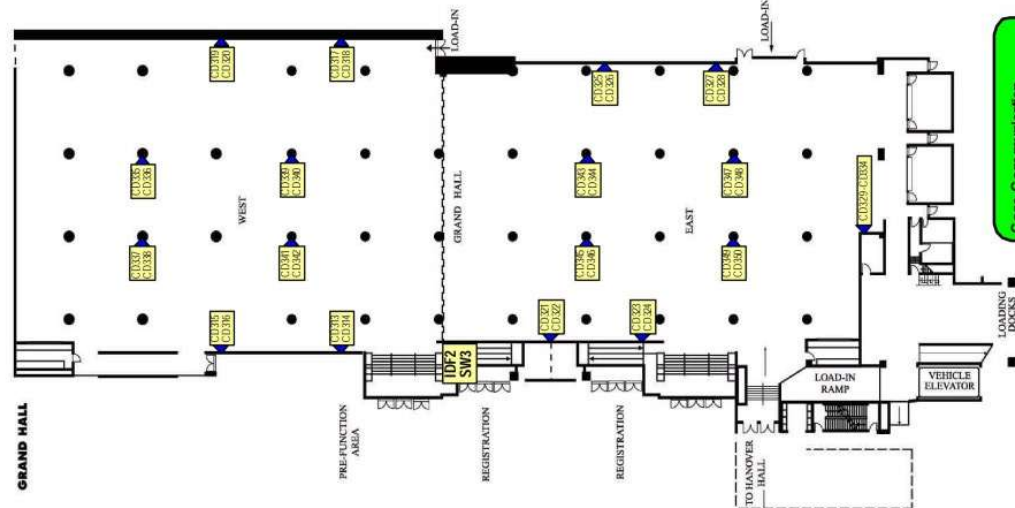 LOAD-IN
LOAD-IN
CD319
CD320
CD317
CD318
CD325
CD326
CD327
CD328
CD335
CD336
CD339
CD340
CD343
CD344
CD347
CD348
WEST
GRAND HALL
EAST
CD329-CD334
CD337
CD338
CD341
CD342
CD345
CD346
CD349
CD350
CD315
CD316
CD313
CD314
CD321
CD322
CD323
CD324
IDF2
SW3
LOADING
DOCKS
LOAD-IN
RAMP
VEHICLE
ELEVATOR
GRAND HALL
PRE-FUNCTION
AREA
REGISTRATION
REGISTRATION
TO HANOVER
HALL